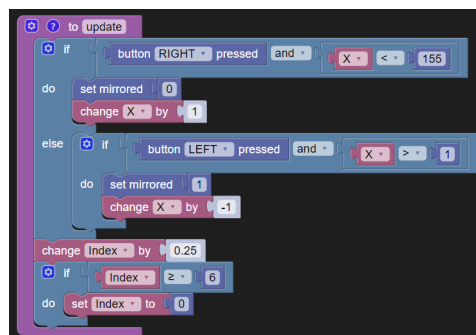 ? to update
if button RIGHT pressed and X < 155
do set mirrored 0
change X by 1
else if button LEFT pressed and X > 1
do set mirrored 1
change X by -1
change Index by 0.25
if Index ≥ 6
do set Index to 0